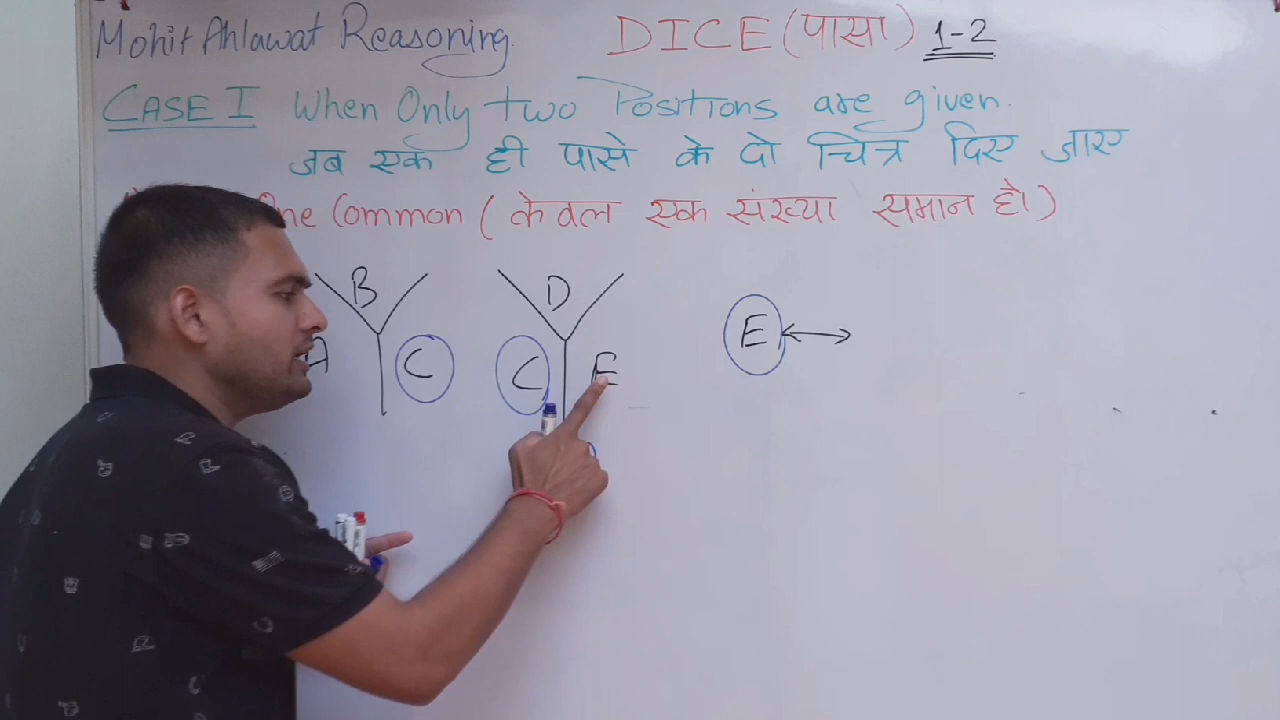 Mohit Ahlawat Reasoning. DICE (पासा) 1-2
CASE I When Only two Positions are given.
जब एक ही पासे के दो चित्र दिए जाए
One Common (केवल एक संख्या समान हो)
B D
A C C E E